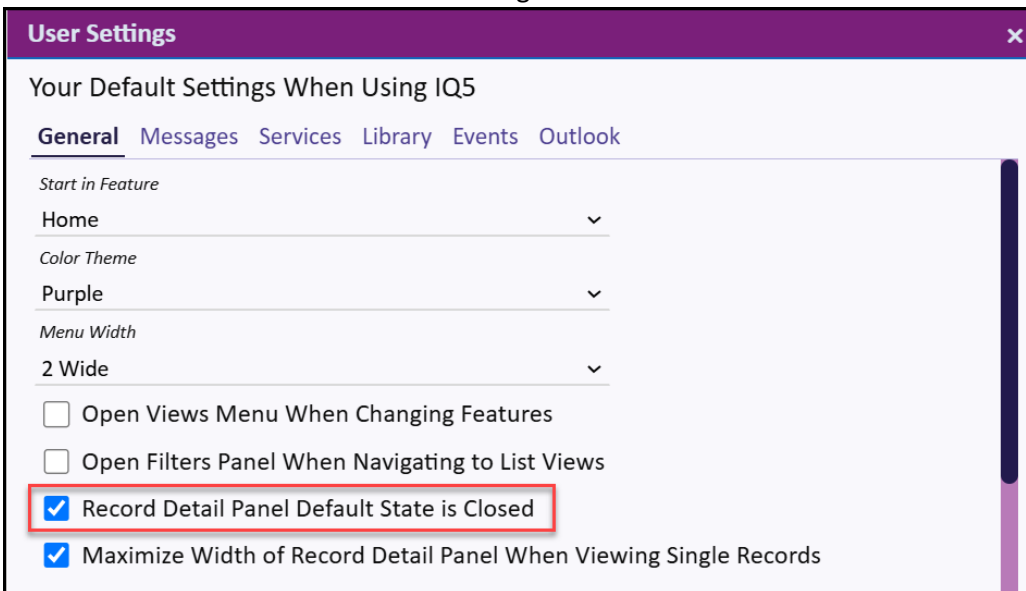 User Settings
Your Default Settings When Using IQ5
General Messages Services Library Events Outlook
Start in Feature
Home
Color Theme
Purple
Menu Width
2 Wide
Open Views Menu When Changing Features
Open Filters Panel When Navigating to List Views
Record Detail Panel Default State is Closed
Maximize Width of Record Detail Panel When Viewing Single Records